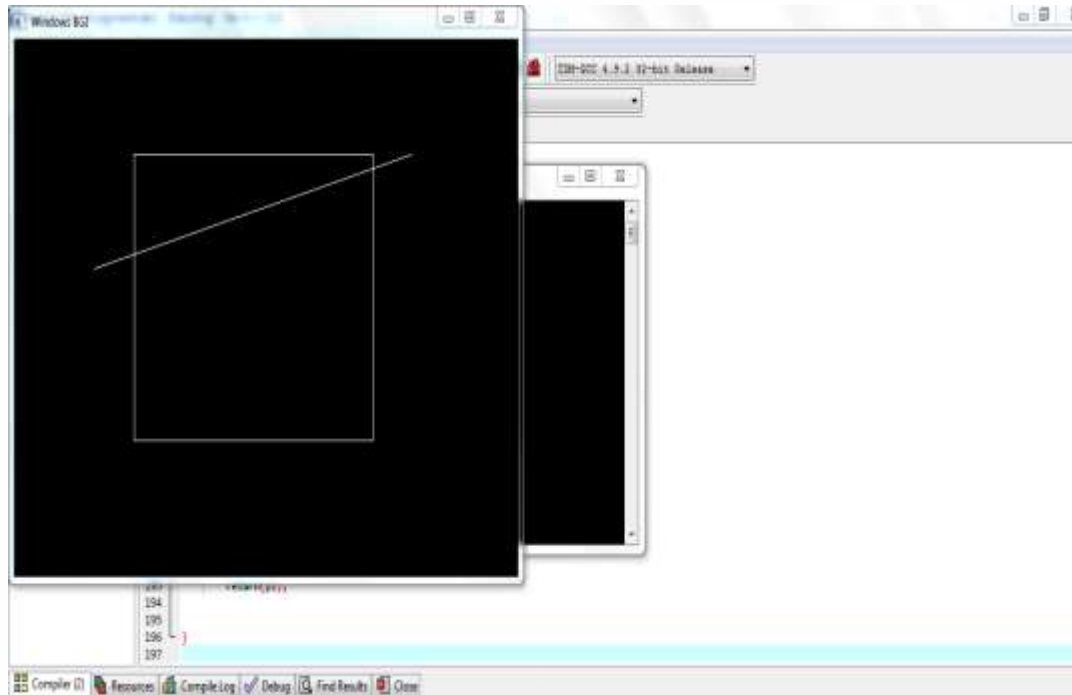 Windows BGI
TDM-GCC 4.9.2 32-bit Release
194
195
196 }
197
Compiler (2) Resources Compile Log Debug Find Results Close